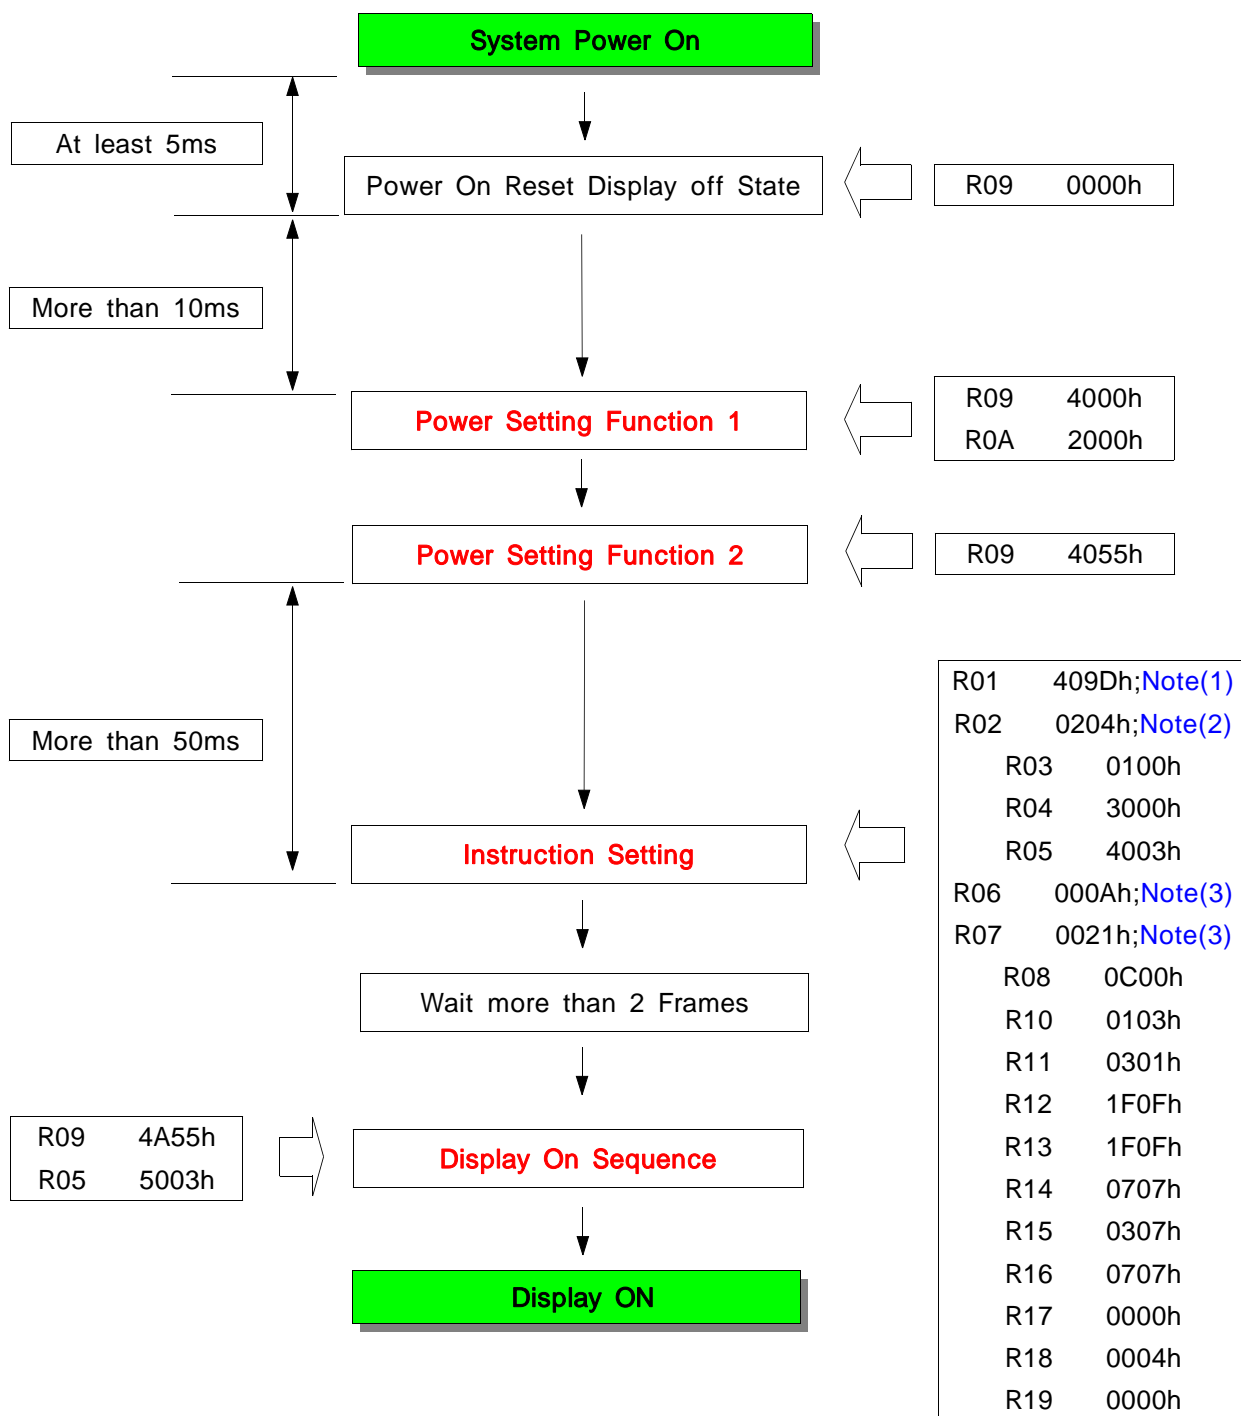 System Power On
At least 5ms
Power On Reset Display off State
R09 0000h
More than 10ms
Power Setting Function 1
R09 4000h
R0A 2000h
Power Setting Function 2
R09 4055h
More than 50ms
Instruction Setting
R01 409Dh;Note(1)
R02 0204h;Note(2)
R03 0100h
R04 3000h
R05 4003h
R06 000Ah;Note(3)
R07 0021h;Note(3)
R08 0C00h
R10 0103h
R11 0301h
R12 1F0Fh
R13 1F0Fh
R14 0707h
R15 0307h
R16 0707h
R17 0000h
R18 0004h
R19 0000h
Wait more than 2 Frames
R09 4A55h
R05 5003h
Display On Sequence
Display ON